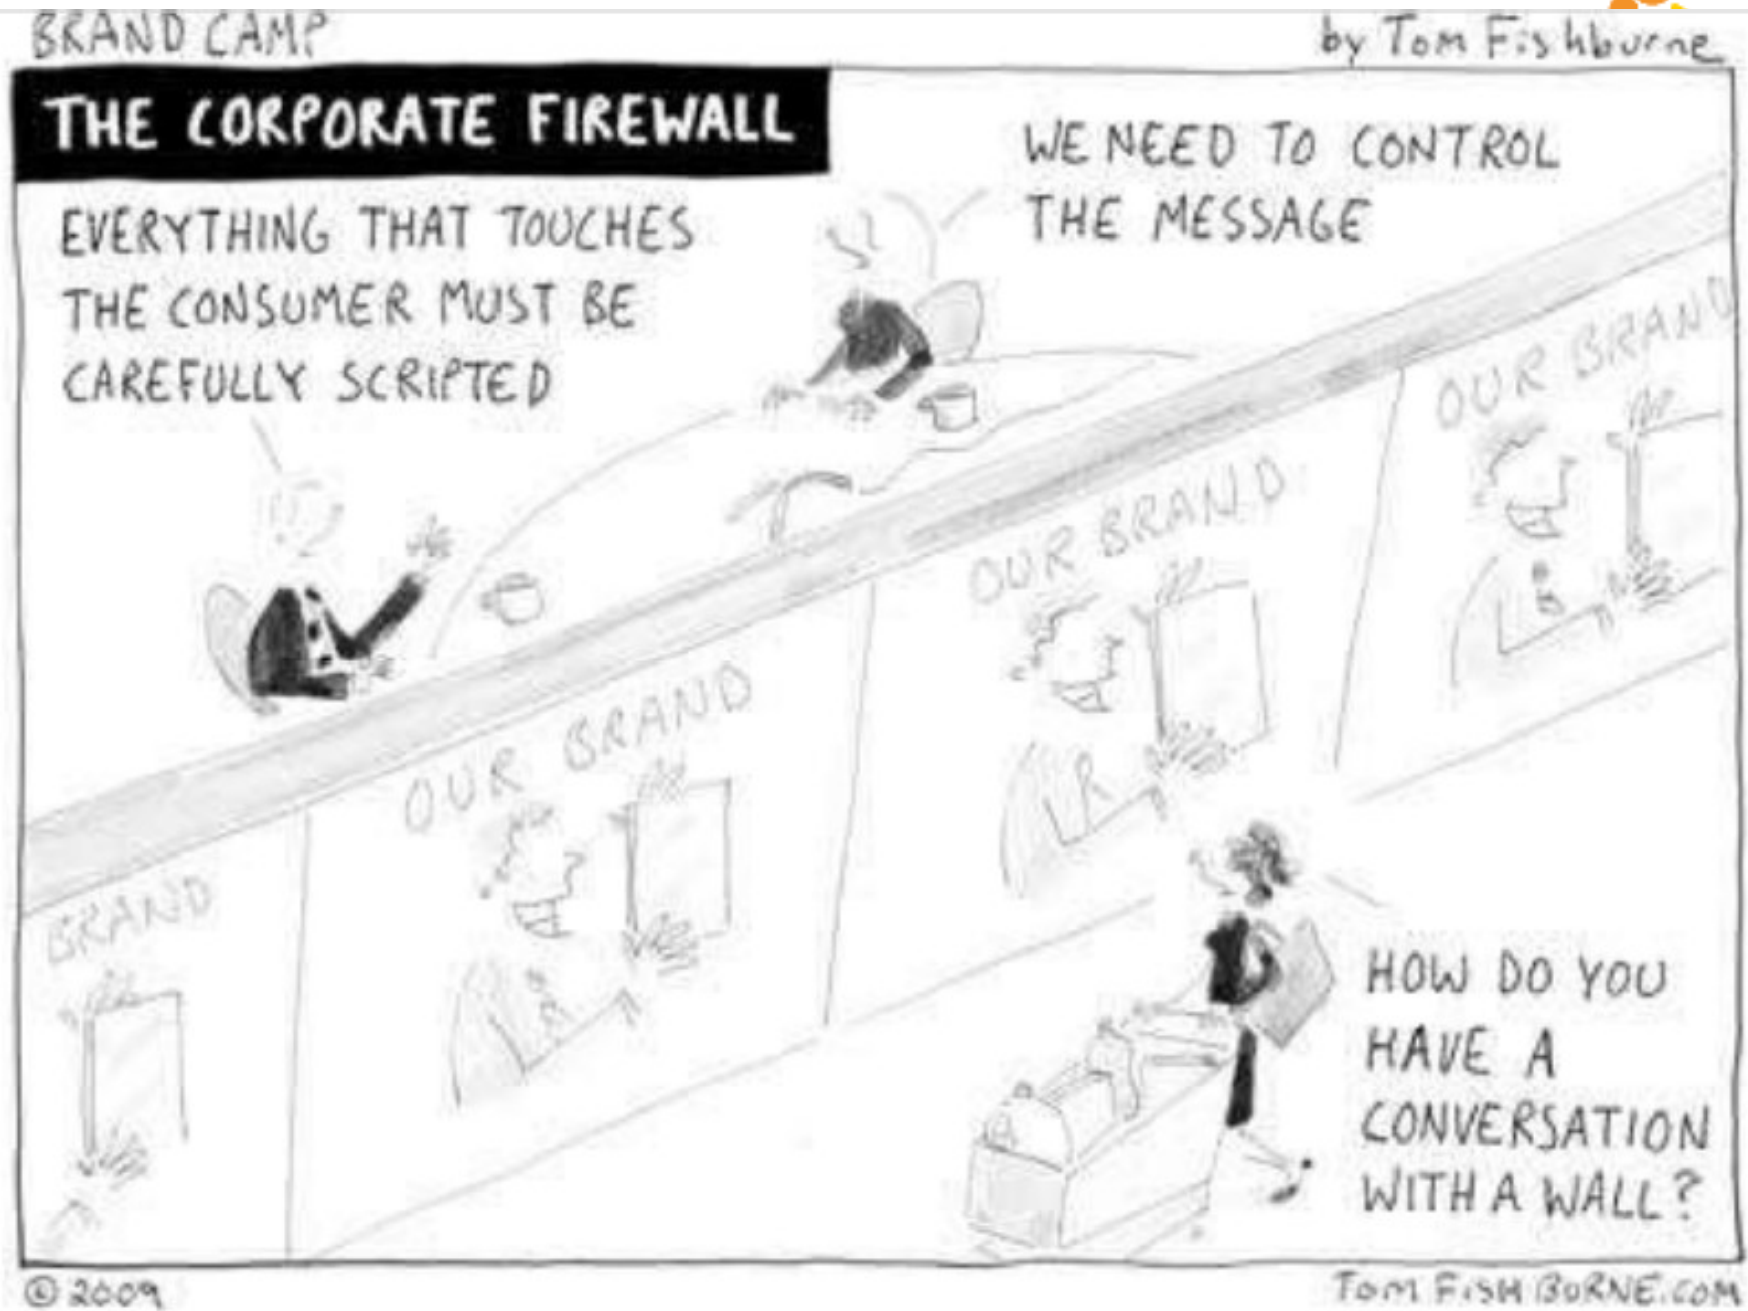 BRAND CAMP
by Tom Fishburne
THE CORPORATE FIREWALL
WE NEED TO CONTROL
THE MESSAGE
EVERYTHING THAT TOUCHES
THE CONSUMER MUST BE
CAREFULLY SCRIPTED
OUR BRAND
OUR BRAND
OUR BRAND
BRAND
HOW DO YOU
HAVE A
CONVERSATION
WITH A WALL?
© 2009
TOMFISHBURNE.COM